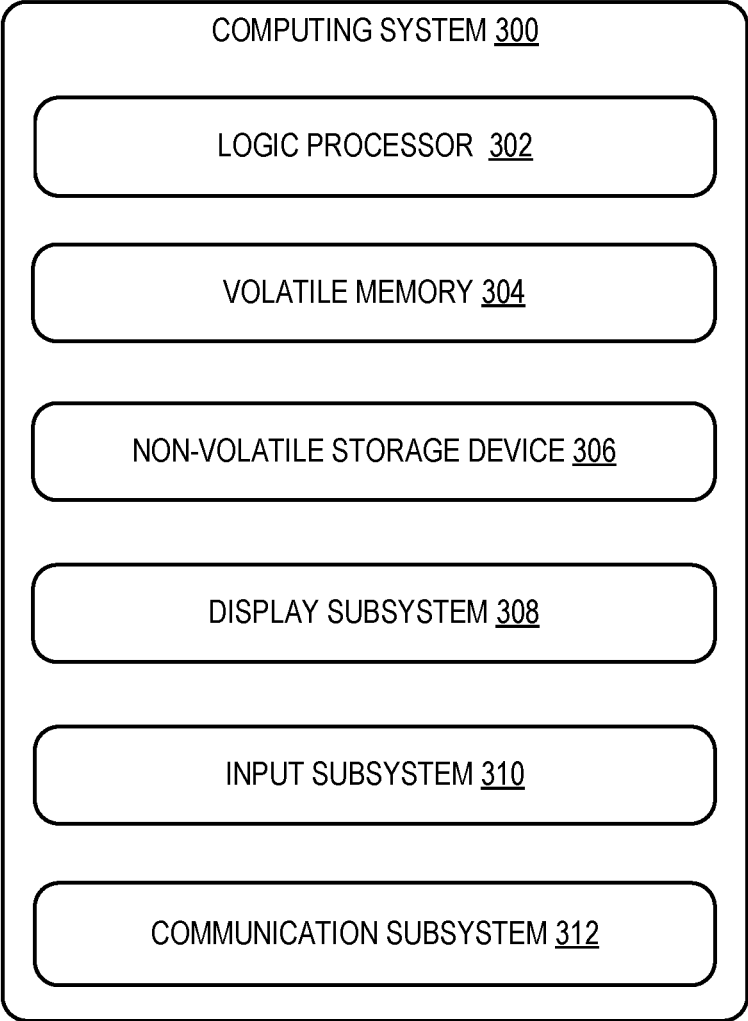 COMPUTING SYSTEM 300
LOGIC PROCESSOR 302
VOLATILE MEMORY 304
NON-VOLATILE STORAGE DEVICE 306
DISPLAY SUBSYSTEM 308
INPUT SUBSYSTEM 310
COMMUNICATION SUBSYSTEM 312